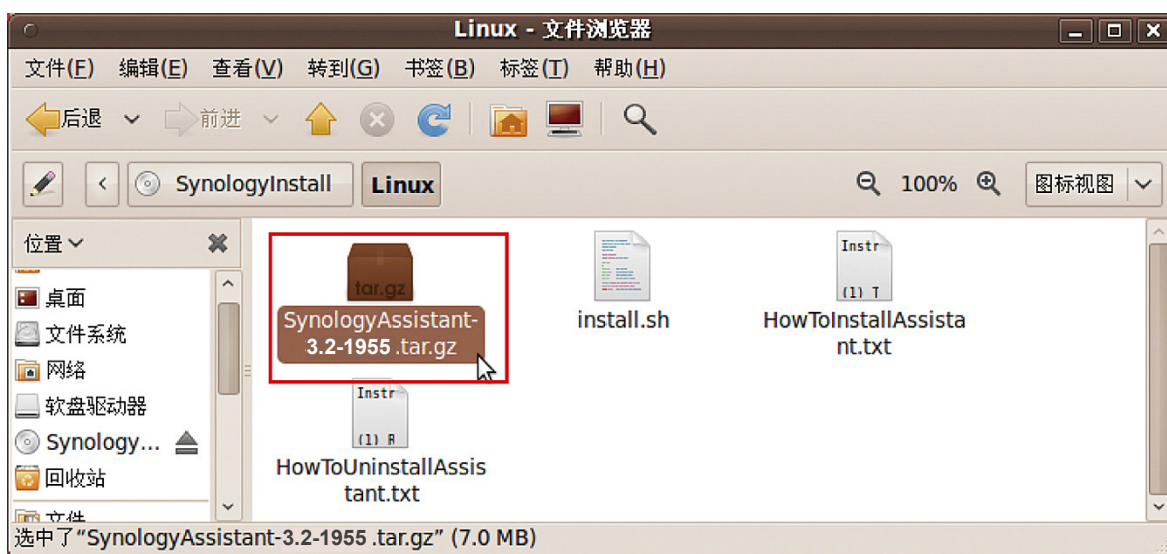 Linux - 文件浏览器
文件(F) 编辑(E) 查看(V) 转到(G) 书签(B) 标签(T) 帮助(H)
后退 前进
SynologyInstall Linux 100% 图标视图
位置
桌面
文件系统
网络
软盘驱动器
Synology...
回收站
文件
tar.gz
SynologyAssistant-
3.2-1955 .tar.gz
install.sh
Instr
(1) T
HowToInstallAssista
nt.txt
Instr
(1) R
HowToUninstallAssis
tant.txt
选中了“SynologyAssistant-3.2-1955 .tar.gz” (7.0 MB)